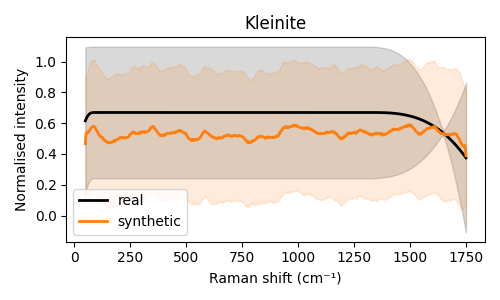 Kleinite
Normalised intensity
1.0
0.8
0.6
0.4
0.2
0.0
real
synthetic
0 250 500 750 1000 1250 1500 1750
Raman shift (cm⁻¹)